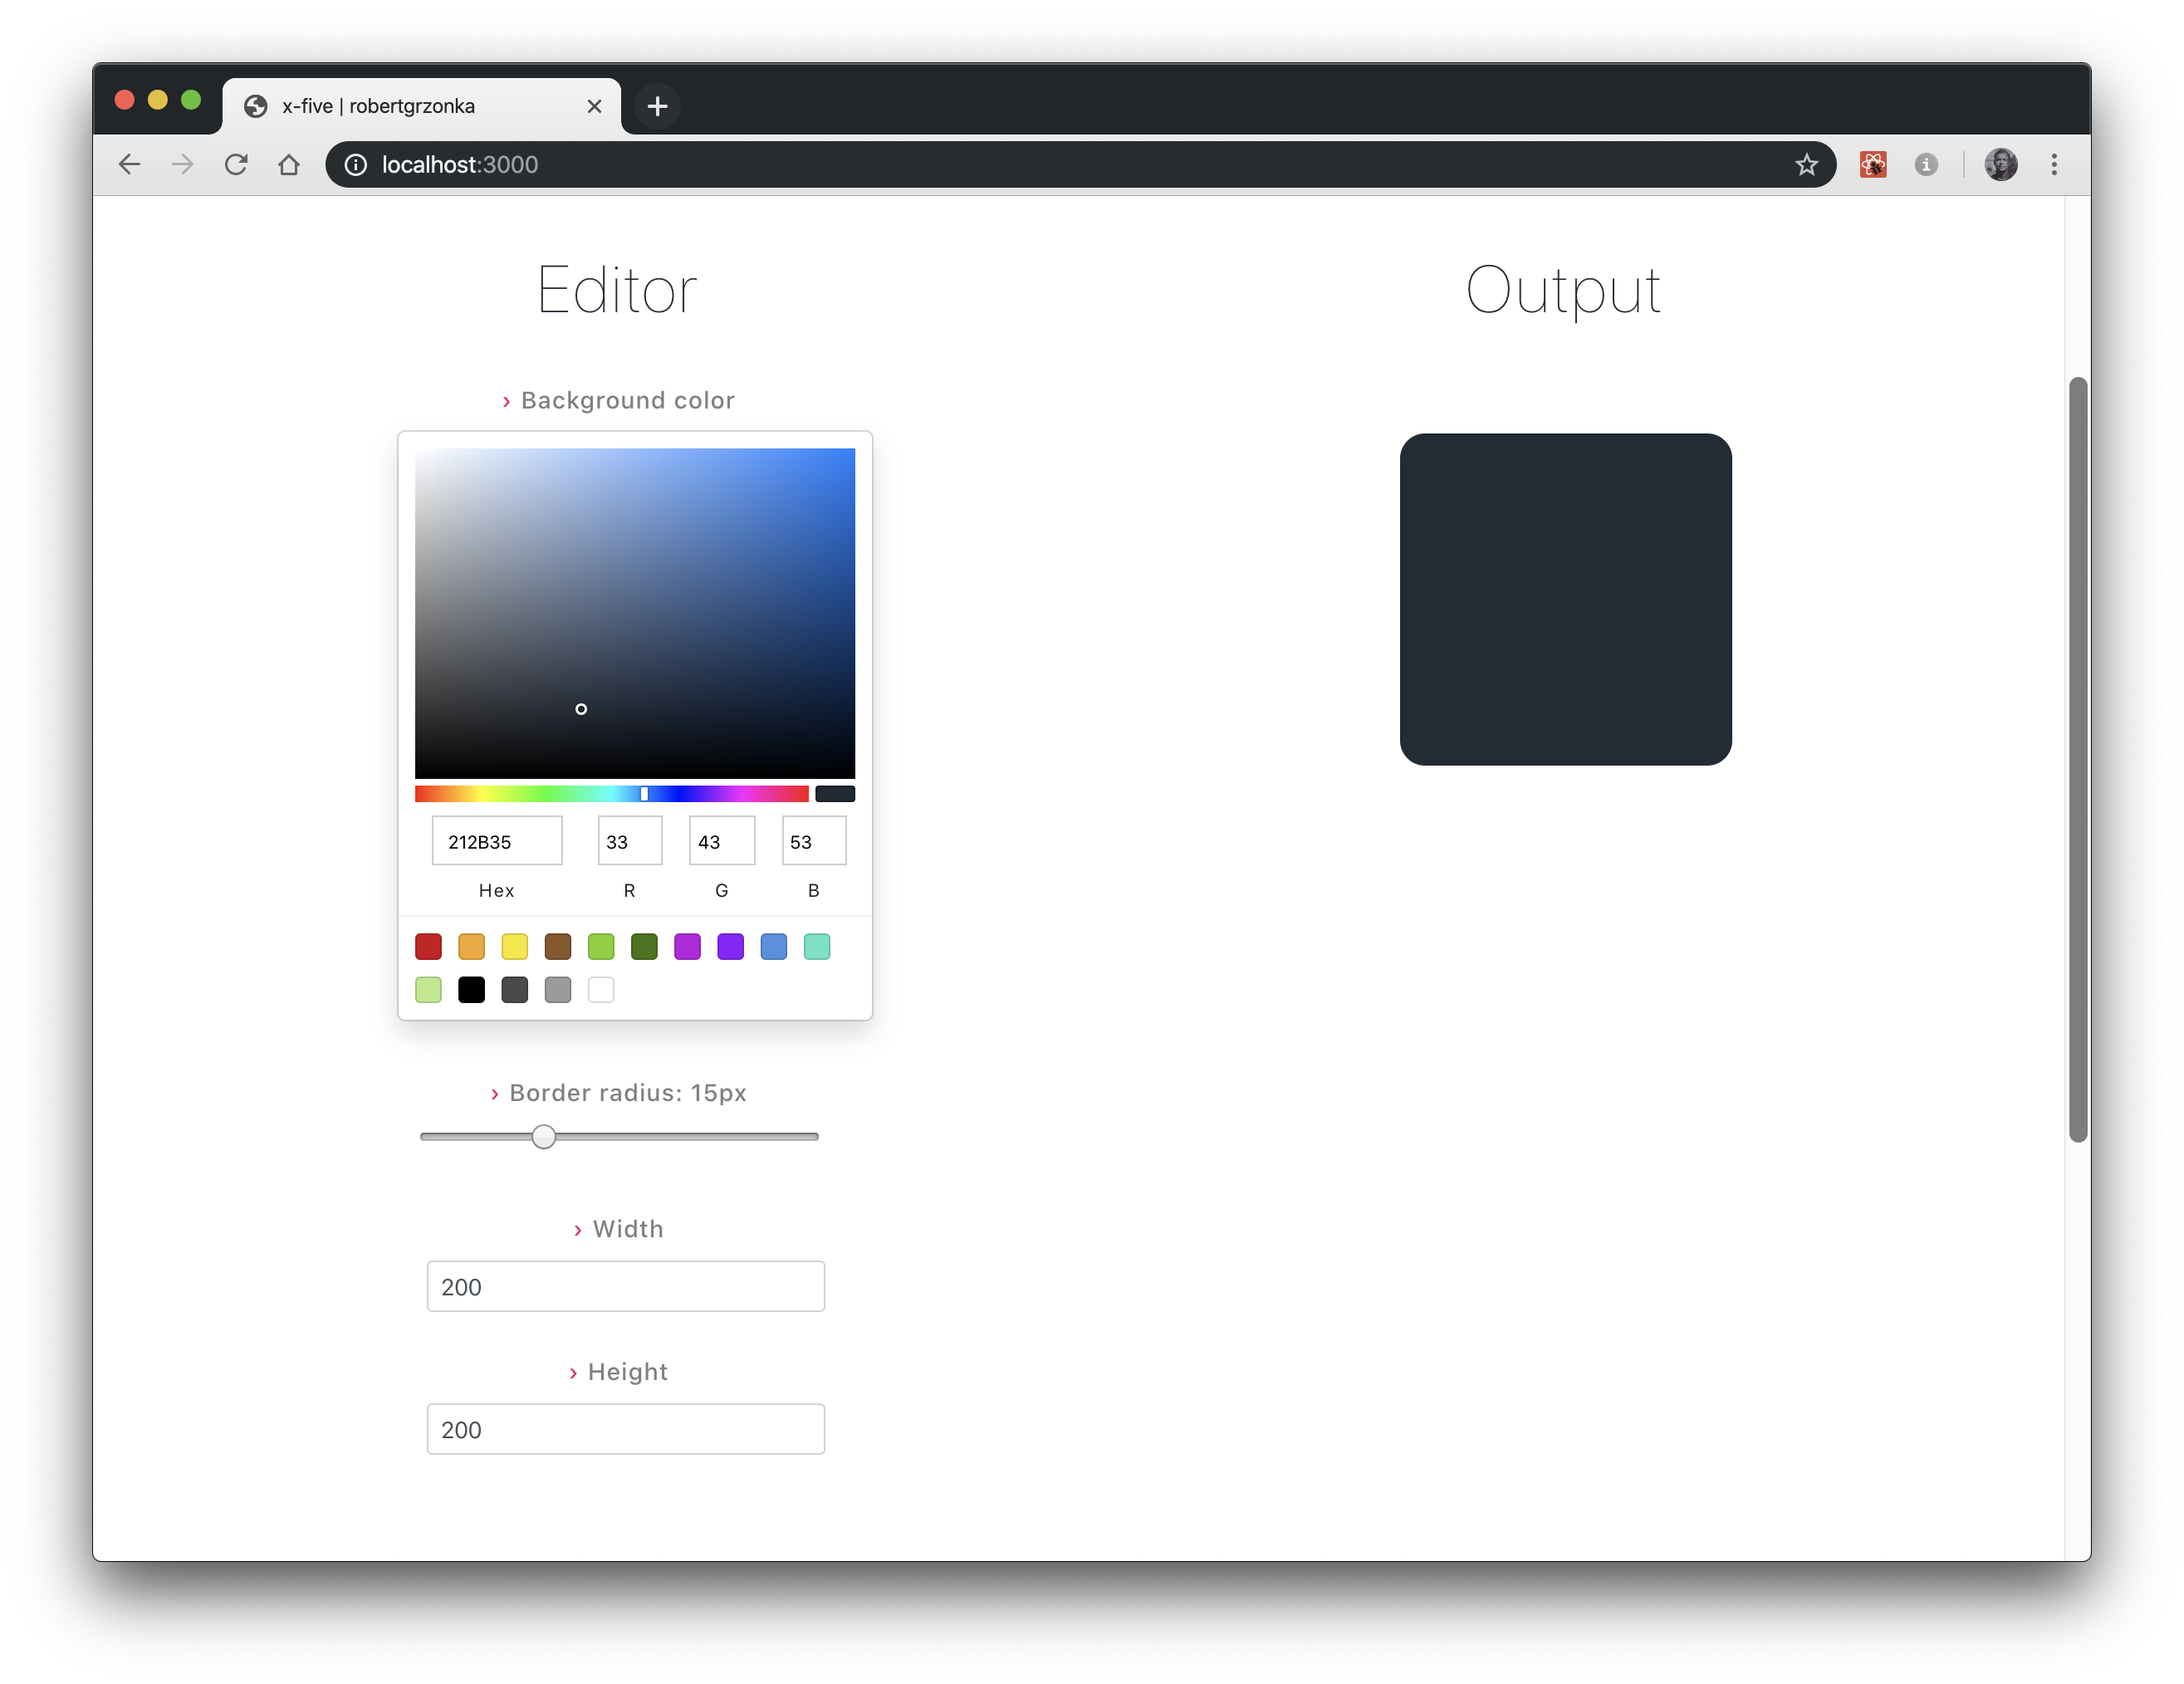 x-five | robertgrzonka
localhost:3000
Editor
Output
› Background color
212B35 33 43 53
Hex R G B
› Border radius: 15px
› Width
200
› Height
200